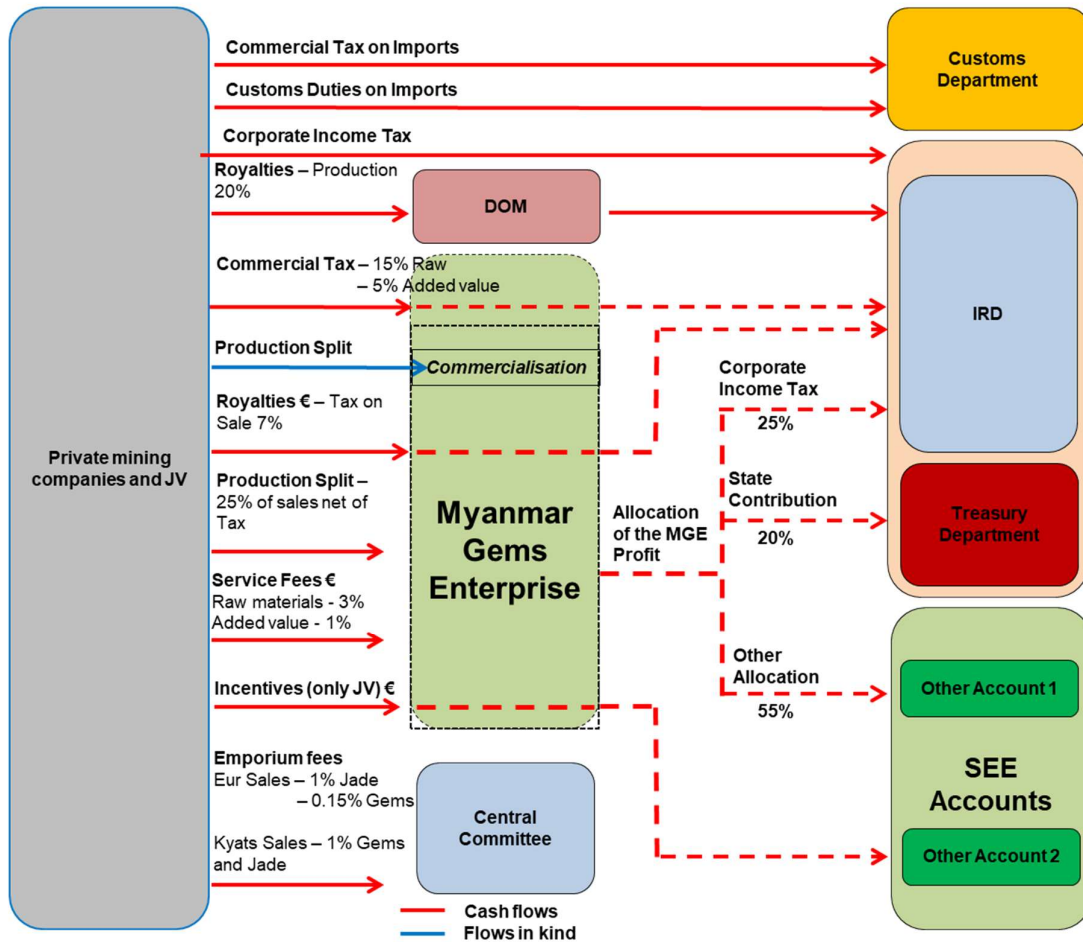 Commercial Tax on Imports
Customs
Department
Customs Duties on Imports
Corporate Income Tax
Royalties – Production
20%
DOM
Commercial Tax – 15% Raw
– 5% Added value
IRD
Production Split
Commercialisation
Royalties € – Tax on
Sale 7%
Private mining
companies and JV
Production Split –
25% of sales net of
Tax
Myanmar
Gems
Enterprise
Allocation
of the MGE
Profit
Corporate
Income Tax
25%
State
Contribution
20%
Treasury
Department
Service Fees €
Raw materials - 3%
Added value - 1%
Other
Allocation
55%
Other Account 1
Incentives (only JV) €
SEE
Accounts
Emporium fees
Eur Sales – 1% Jade
– 0.15% Gems
Kyats Sales – 1% Gems
and Jade
Central
Committee
Other Account 2
Cash flows
Flows in kind